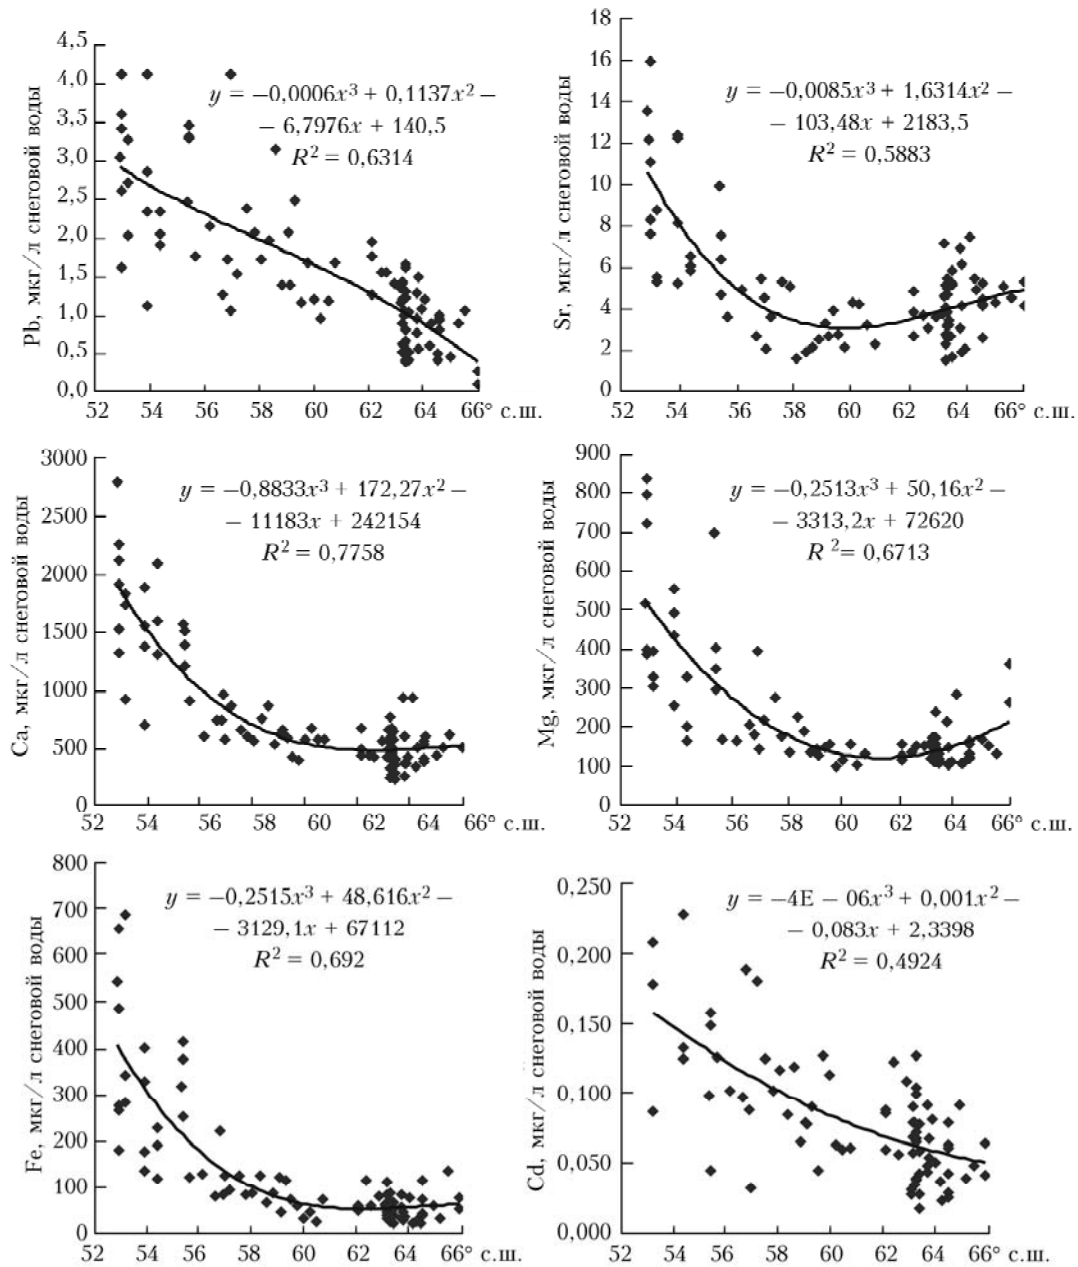 4,5
4,0
3,5
3,0
2,5
2,0
1,5
1,0
0,5
0,0
Pb, мкг/л снеговой воды
y = −0,0006x³ + 0,1137x² −
− 6,7976x + 140,5
R² = 0,6314
52 54 56 58 60 62 64 66° с.ш.
18
16
14
12
10
8
6
4
2
0
Sr, мкг/л снеговой воды
y = −0,0085x³ + 1,6314x² −
− 103,48x + 2183,5
R² = 0,5883
52 54 56 58 60 62 64 66° с.ш.
3000
2500
2000
1500
1000
500
0
Ca, мкг/л снеговой воды
y = −0,8833x³ + 172,27x² −
− 11183x + 242154
R² = 0,7758
52 54 56 58 60 62 64 66° с.ш.
900
800
700
600
500
400
300
200
100
0
Mg, мкг/л снеговой воды
y = −0,2513x³ + 50,16x² −
− 3313,2x + 72620
R ²= 0,6713
52 54 56 58 60 62 64 66° с.ш.
800
700
600
500
400
300
200
100
0
Fe, мкг/л снеговой воды
y = −0,2515x³ + 48,616x² −
− 3129,1x + 67112
R² = 0,692
52 54 56 58 60 62 64 66° с.ш.
0,250
0,200
0,150
0,100
0,050
0,000
Cd, мкг/л снеговой воды
y = −4E − 06x³ + 0,001x² −
− 0,083x + 2,3398
R² = 0,4924
52 54 56 58 60 62 64 66° с.ш.